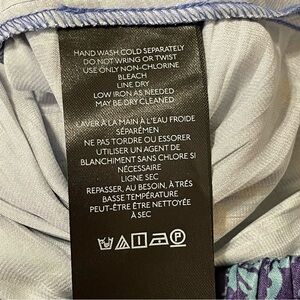 HAND WASH COLD SEPARATELY
DO NOT WRING OR TWIST
USE ONLY NON-CHLORINE
BLEACH
LINE DRY
LOW IRON AS NEEDED
MAY BE DRY CLEANED
LAVER À LA MAIN À L'EAU FROIDE
SÉPARÉMEN
NE PAS TORDRE OU ESSORER
UTILISER UN AGENT DE
BLANCHIMENT SANS CHLORE SI
NÉCESSAIRE
LIGNE SEC
REPASSER, AU BESOIN, À TRÈS
BASSE TEMPÉRATURE
PEUT-ÊTRE ÊTRE NETTOYÉE
À SEC